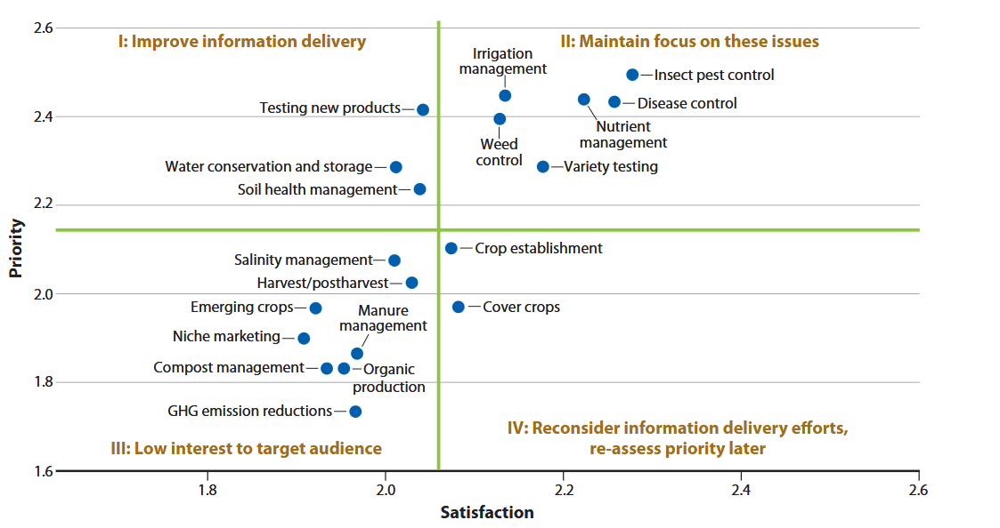 2.6
I: Improve information delivery
II: Maintain focus on these issues
Irrigation
management
Insect pest control
Testing new products
Disease control
2.4
Nutrient
management
Weed
control
Water conservation and storage
Variety testing
Soil health management
2.2
Priority
Crop establishment
Salinity management
Harvest/postharvest
2.0
Emerging crops
Cover crops
Manure
management
Niche marketing
Compost management
Organic
production
1.8
GHG emission reductions
IV: Reconsider information delivery efforts,
re-assess priority later
III: Low interest to target audience
1.6
1.8
2.0
2.2
2.4
2.6
Satisfaction